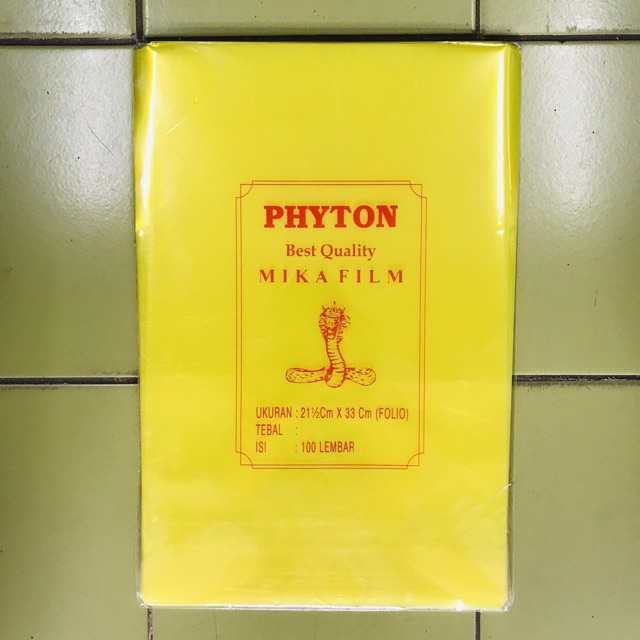 PHYTON
Best Quality
MIKA FILM
UKURAN : 21½Cm X 33 Cm (FOLIO)
TEBAL :
ISI : 100 LEMBAR